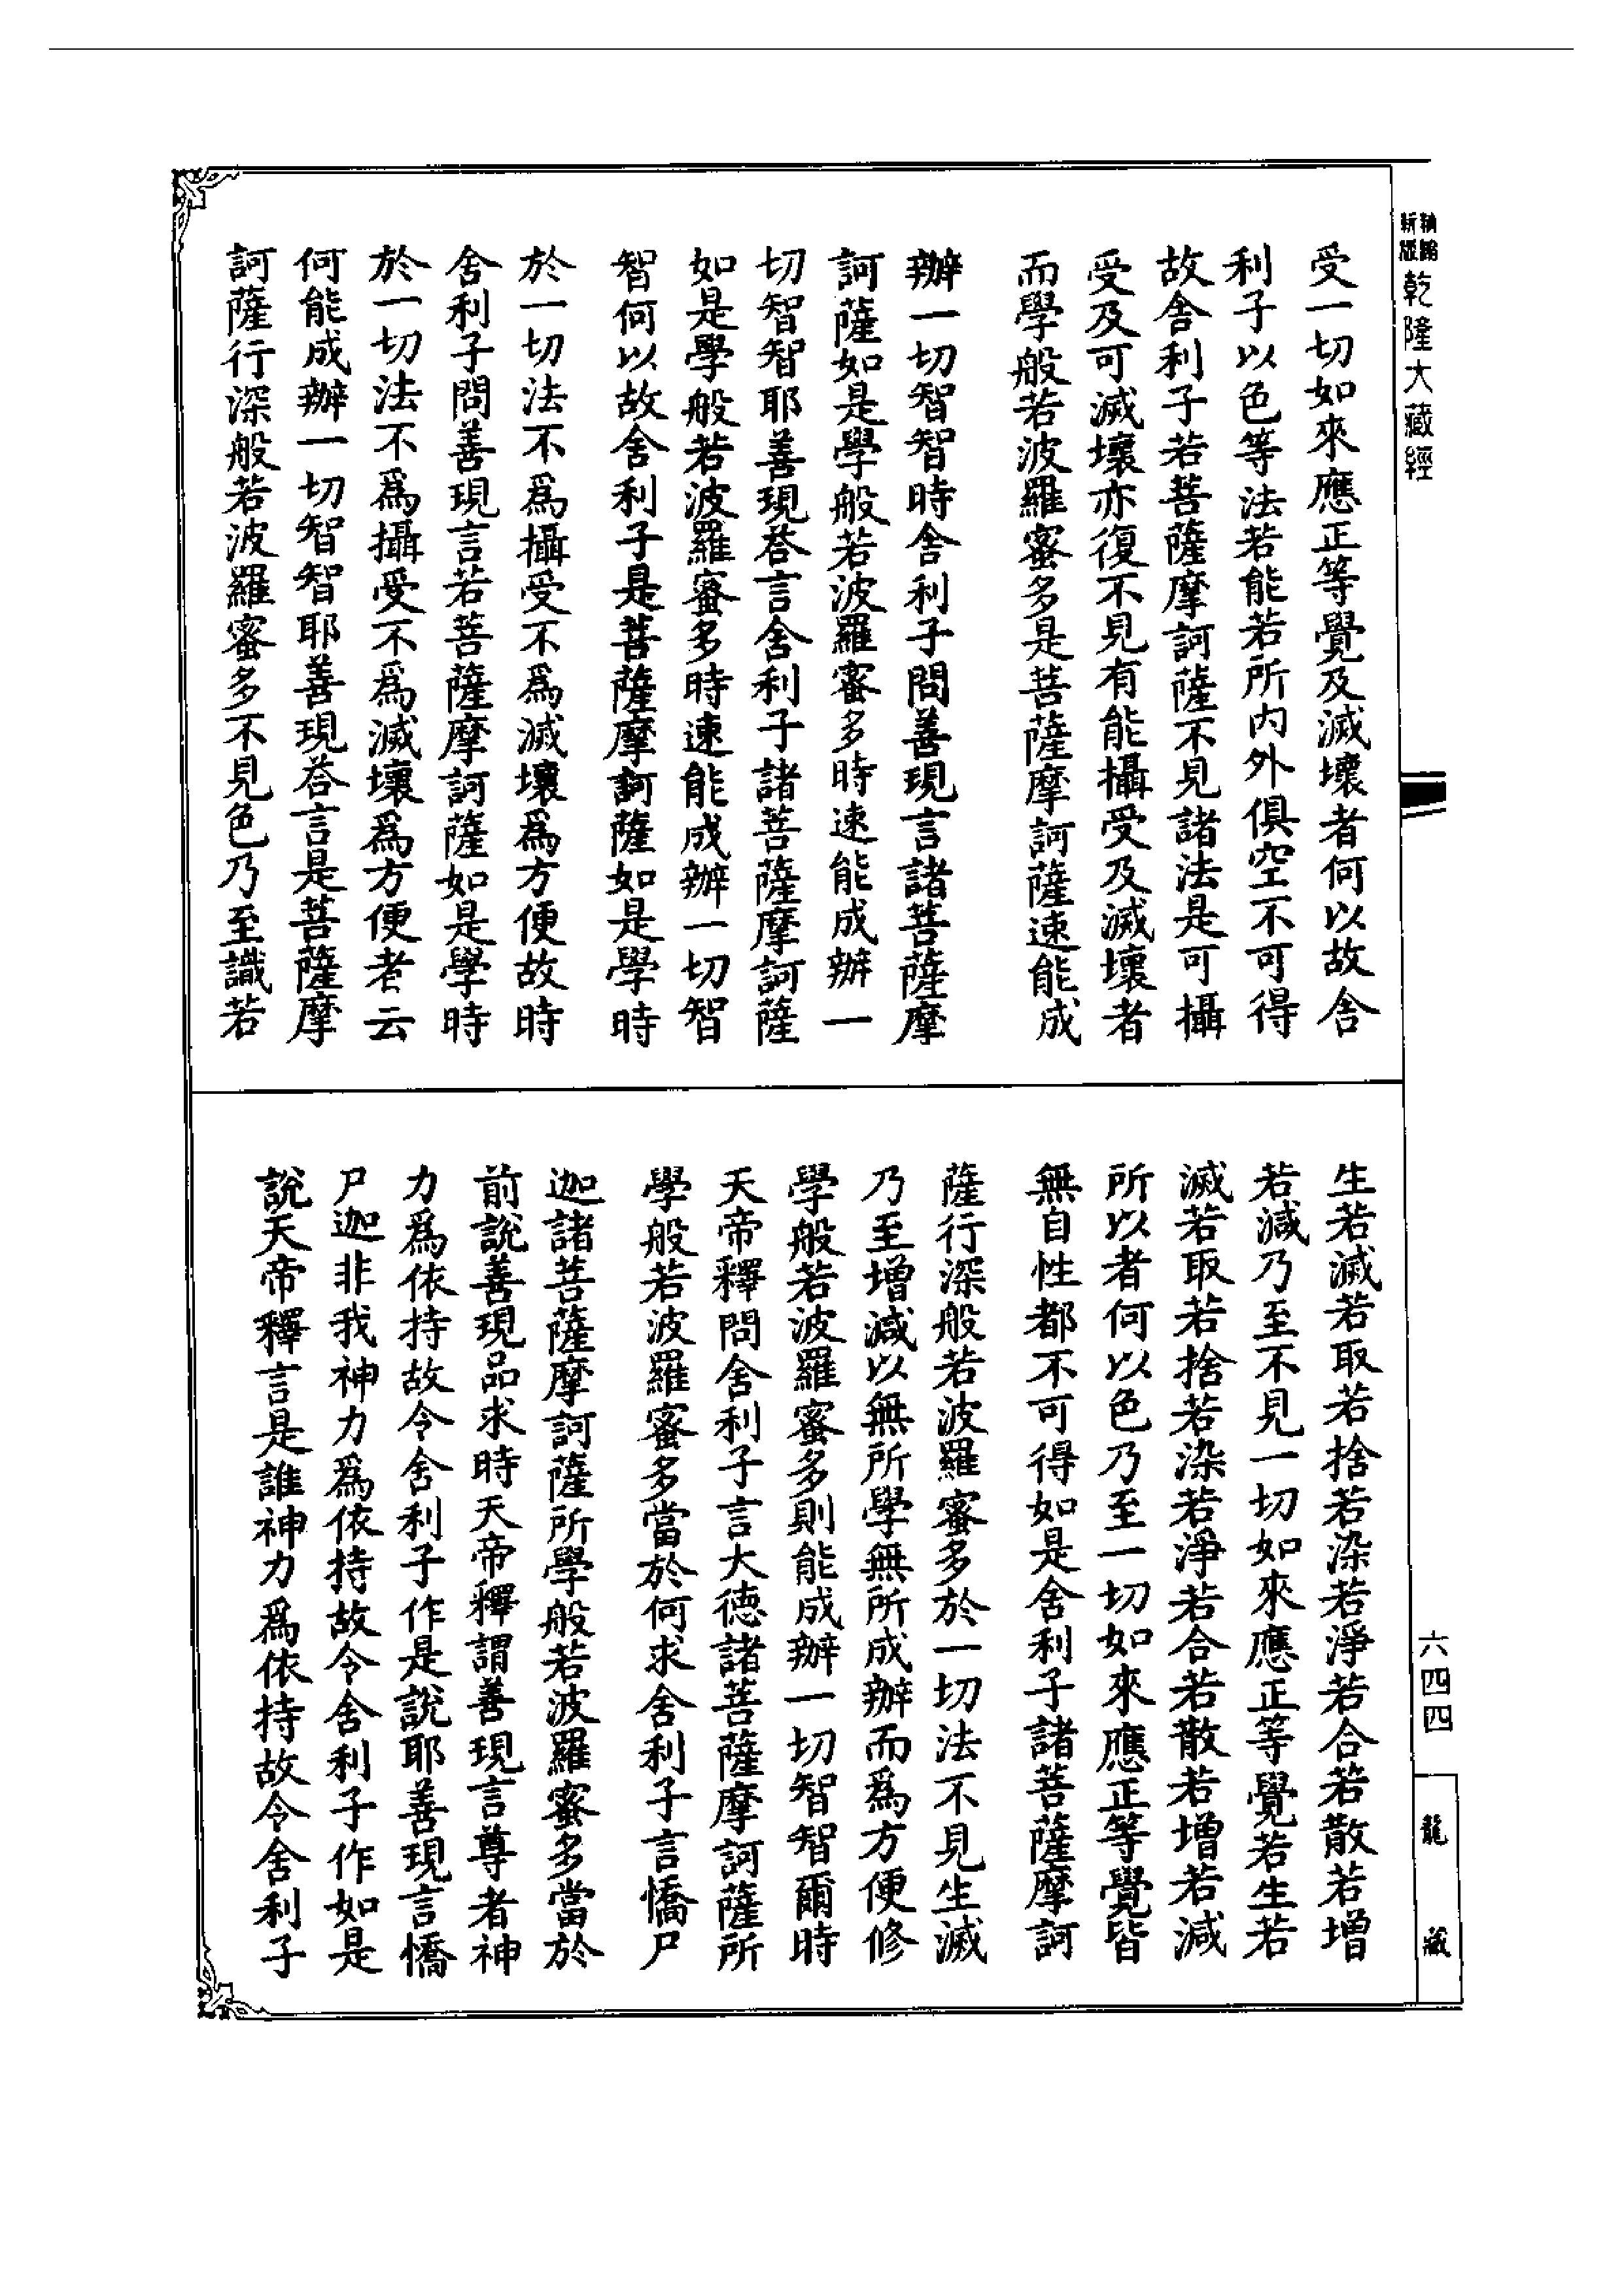 新編
縮版
乾隆大藏經
受一切如來應正等覺及滅壞者何以故舍
利子以色等法若能若所內外俱空不可得
故舍利子若菩薩摩訶薩不見諸法是可攝
受及可滅壞亦復不見有能攝受及滅壞者
而學般若波羅蜜多是菩薩摩訶薩速能成
辦一切智智時舍利子問善現言諸菩薩摩
訶薩如是學般若波羅蜜多時速能成辦一
切智智耶善現荅言舍利子諸菩薩摩訶薩
如是學般若波羅蜜多時速能成辦一切智
智何以故舍利子是菩薩摩訶薩如是學時
於一切法不爲攝受不爲滅壞爲方便故時
舍利子問善現言若菩薩摩訶薩如是學時
於一切法不爲攝受不爲滅壞爲方便者云
何能成辦一切智智耶善現荅言是菩薩摩
訶薩行深般若波羅蜜多不見色乃至識若
生若滅若取若捨若染若淨若合若散若增
若減乃至不見一切如來應正等覺若生若
滅若取若捨若染若淨若合若散若增若減
所以者何以色乃至一切如來應正等覺皆
無自性都不可得如是舍利子諸菩薩摩訶
薩行深般若波羅蜜多於一切法不見生滅
乃至增減以無所學無所成辦而爲方便修
學般若波羅蜜多則能成辦一切智智爾時
天帝釋問舍利子言大德諸菩薩摩訶薩所
學般若波羅蜜多當於何求舍利子言憍尸
迦諸菩薩摩訶薩所學般若波羅蜜多當於
前說善現品求時天帝釋謂善現言尊者神
力爲依持故令舍利子作是說耶善現言憍
尸迦非我神力爲依持故令舍利子作如是
說天帝釋言是誰神力爲依持故令舍利子
六四四
龍藏